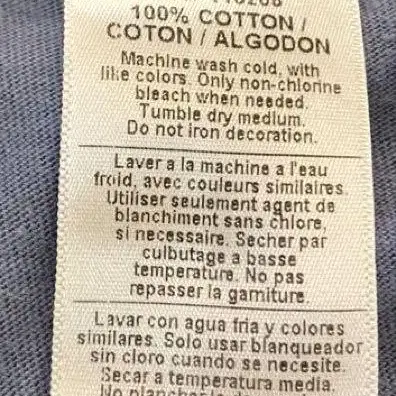 100% COTTON /
COTON / ALGODON
Machine wash cold, with
like colors. Only non-chlorine
bleach when needed.
Tumble dry medium.
Do not iron decoration.
Laver a la machine a l'eau
froid, avec couleurs similaires.
Utiliser seulement agent de
blanchiment sans chlore,
si necessaire. Secher par
culbutage a basse
temperature. No pas
repasser la garniture.
Lavar con agua fria y colores
similares. Solo usar blanqueador
sin cloro cuando se necesite.
Secar a temperatura media.
No planchar